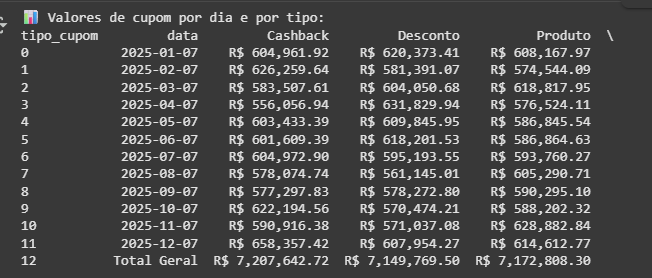 📊 Valores de cupom por dia e por tipo:
tipo_cupom data Cashback Desconto Produto \
0 2025-01-07 R$ 604,961.92 R$ 620,373.41 R$ 608,167.97
1 2025-02-07 R$ 626,259.64 R$ 581,391.07 R$ 574,544.09
2 2025-03-07 R$ 583,507.61 R$ 604,050.68 R$ 618,817.95
3 2025-04-07 R$ 556,056.94 R$ 631,829.94 R$ 576,524.11
4 2025-05-07 R$ 603,433.39 R$ 609,845.95 R$ 586,845.54
5 2025-06-07 R$ 601,609.39 R$ 618,201.53 R$ 586,864.63
6 2025-07-07 R$ 604,972.90 R$ 595,193.55 R$ 593,760.27
7 2025-08-07 R$ 578,074.74 R$ 561,145.01 R$ 605,290.71
8 2025-09-07 R$ 577,297.83 R$ 578,272.80 R$ 590,295.10
9 2025-10-07 R$ 622,194.56 R$ 570,474.21 R$ 588,202.32
10 2025-11-07 R$ 590,916.38 R$ 571,037.08 R$ 628,882.84
11 2025-12-07 R$ 658,357.42 R$ 607,954.27 R$ 614,612.77
12 Total Geral R$ 7,207,642.72 R$ 7,149,769.50 R$ 7,172,808.30